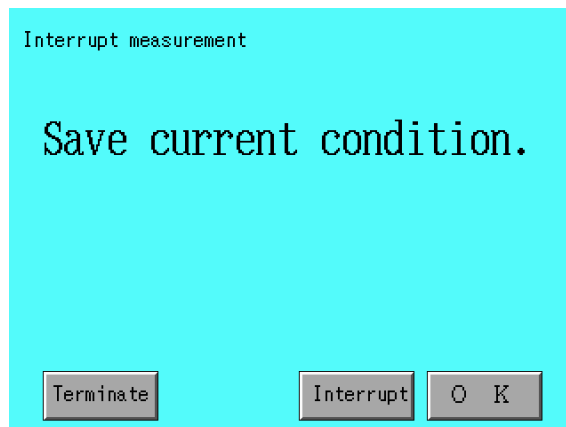 Interrupt measurement
Save current condition.
Terminate Interrupt O K